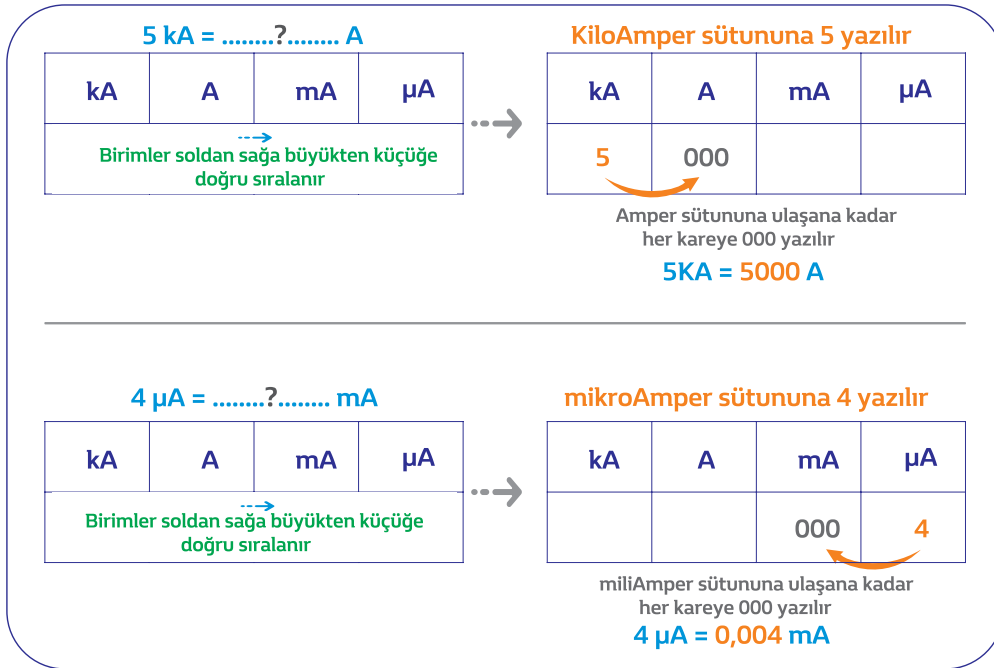 5 kA = ........?........ A
kA A mA µA
Birimler soldan sağa büyükten küçüğe
doğru sıralanır
KiloAmper sütununa 5 yazılır
kA A mA µA
5 000
Amper sütununa ulaşana kadar
her kareye 000 yazılır
5KA = 5000 A
4 µA = ........?........ mA
kA A mA µA
Birimler soldan sağa büyükten küçüğe
doğru sıralanır
mikroAmper sütununa 4 yazılır
kA A mA µA
000 4
miliAmper sütununa ulaşana kadar
her kareye 000 yazılır
4 µA = 0,004 mA